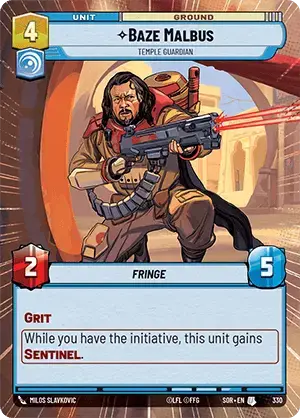 4
UNIT
GROUND
✧BAZE MALBUS
TEMPLE GUARDIAN
2
FRINGE
5
GRIT
While you have the initiative, this unit gains
SENTINEL.
MILOS SLAVKOVIC
©LFL ©FFG
SOR • EN
330